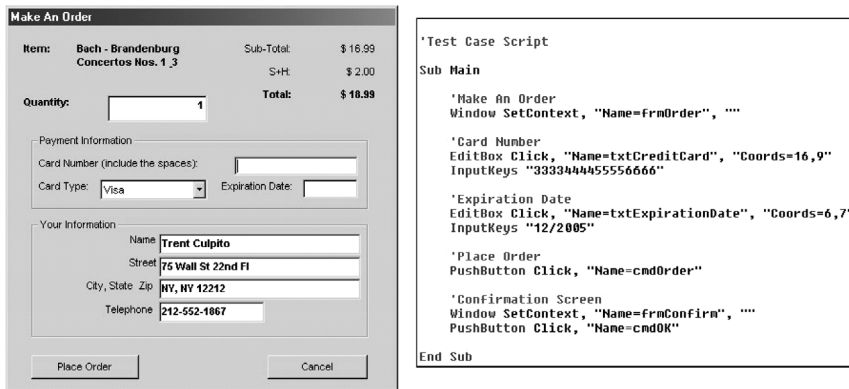 Make An Order
Item: Bach - Brandenburg Concertos Nos. 1_3
Sub-Total: $ 16.99
S+H: $ 2.00
Total: $ 18.99
Quantity: 1
Payment Information
Card Number (include the spaces):
Card Type: Visa Expiration Date:
Your Information
Name Trent Culpito
Street 75 Wall St 22nd Fl
City, State Zip NY, NY 12212
Telephone 212-552-1867
Place Order Cancel
'Test Case Script
Sub Main
'Make An Order
Window SetContext, "Name=frmOrder", ""
'Card Number
EditBox Click, "Name=txtCreditCard", "Coords=16,9"
InputKeys "3333444455556666"
'Expiration Date
EditBox Click, "Name=txtExpirationDate", "Coords=6,7"
InputKeys "12/2005"
'Place Order
PushButton Click, "Name=cmdOrder"
'Confirmation Screen
Window SetContext, "Name=frmConfirm", ""
PushButton Click, "Name=cmdOK"
End Sub